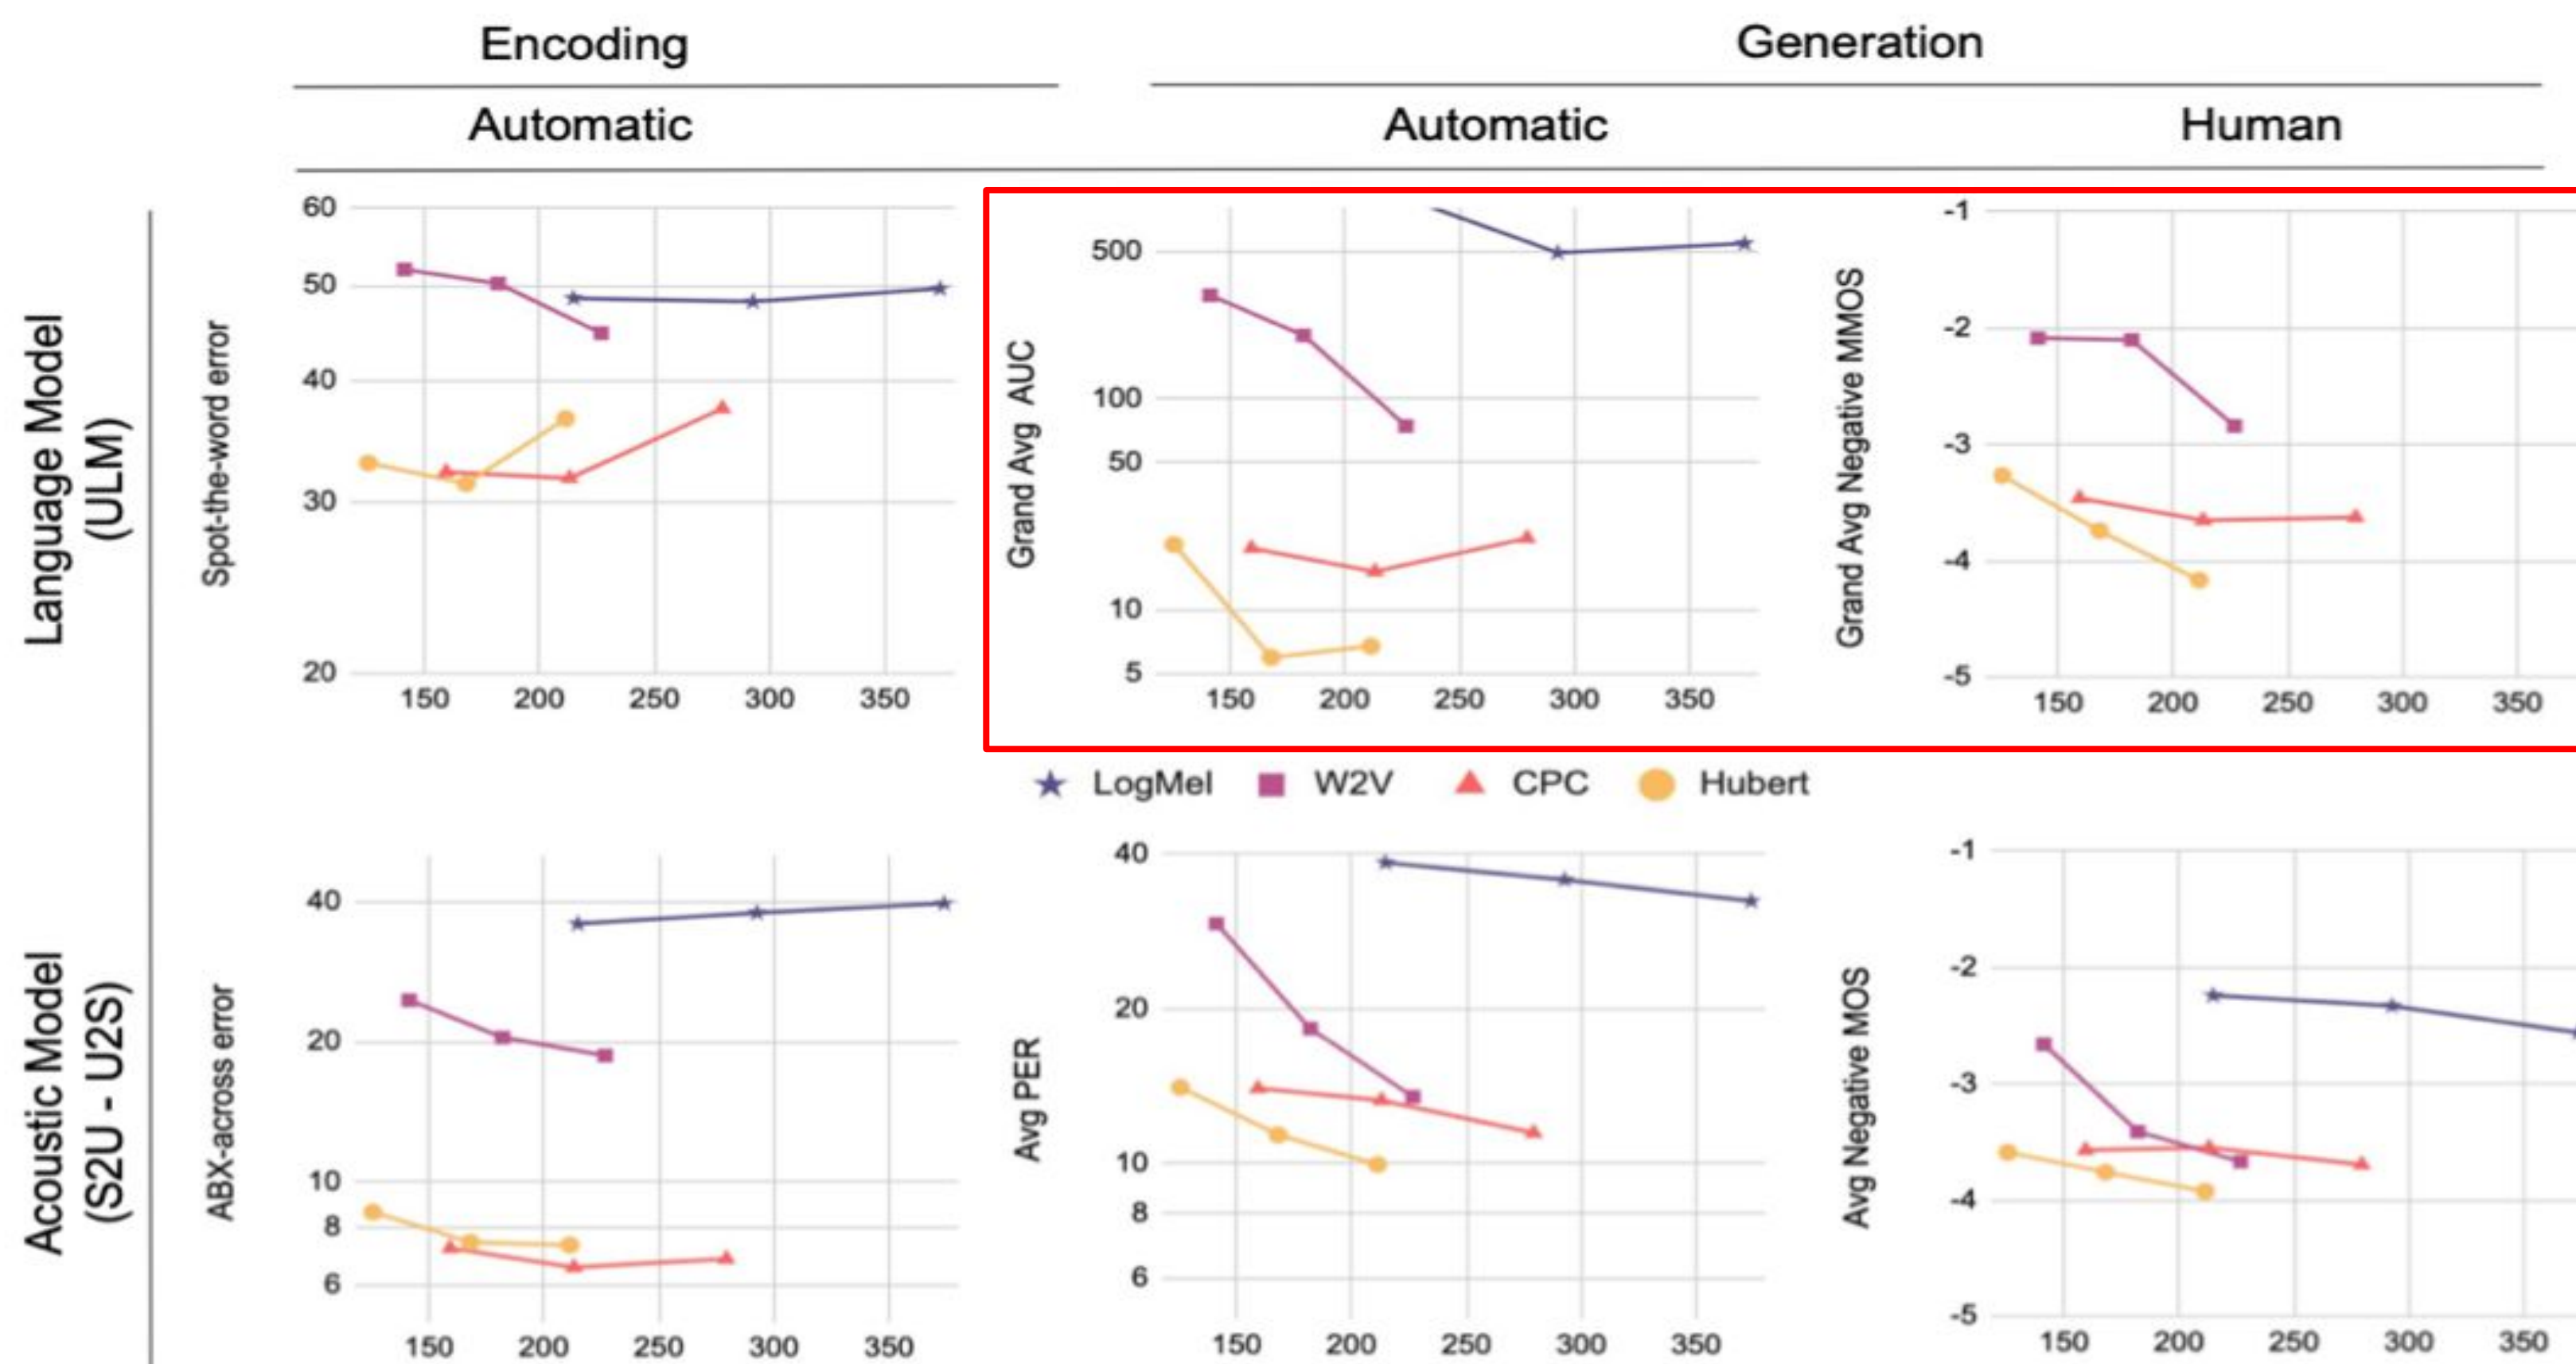 Encoding
Generation
Automatic
Automatic
Human
Language Model
(ULM)
Spot-the-word error
60
50
40
30
20
150 200 250 300 350
Grand Avg AUC
500
100
50
10
5
150 200 250 300 350
Grand Avg Negative MMOS
-1
-2
-3
-4
-5
150 200 250 300 350
LogMel W2V CPC Hubert
Acoustic Model
(S2U - U2S)
ABX-across error
40
20
10
8
6
150 200 250 300 350
Avg PER
40
20
10
8
6
150 200 250 300 350
Avg Negative MOS
-1
-2
-3
-4
-5
150 200 250 300 350